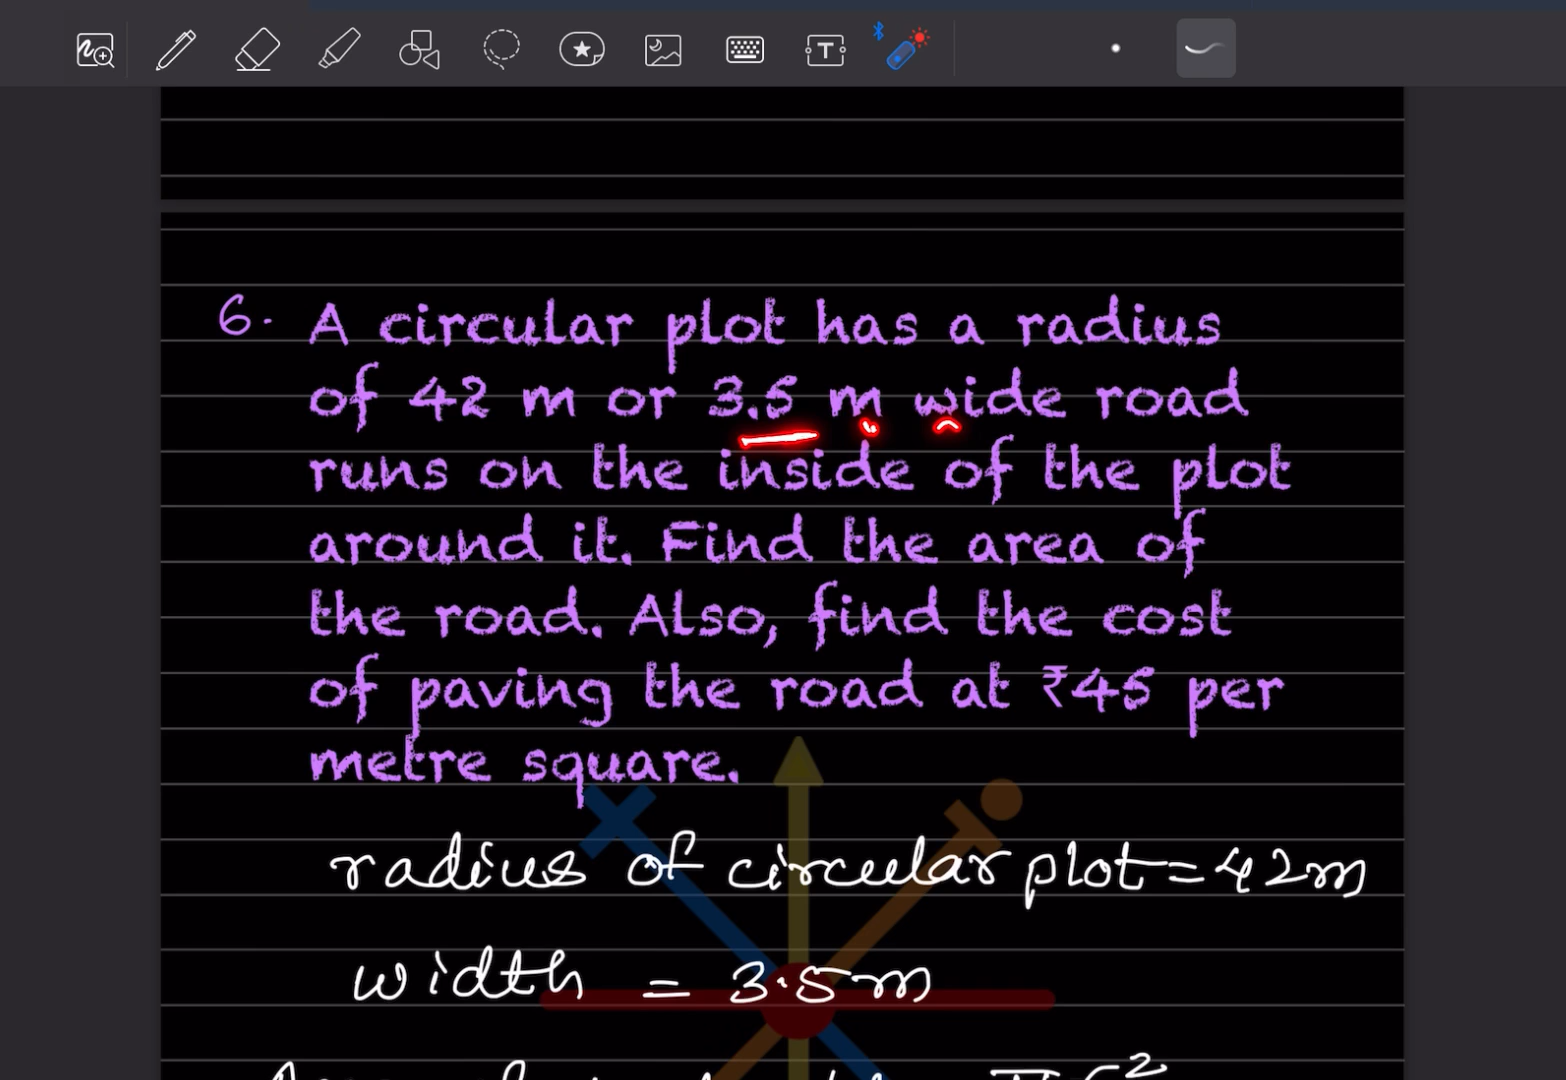 6. A circular plot has a radius
of 42 m or 3.5 m wide road
runs on the inside of the plot
around it. Find the area of
the road. Also, find the cost
of paving the road at ₹45 per
metre square.
radius of circular plot = 42m
width = 3.5m